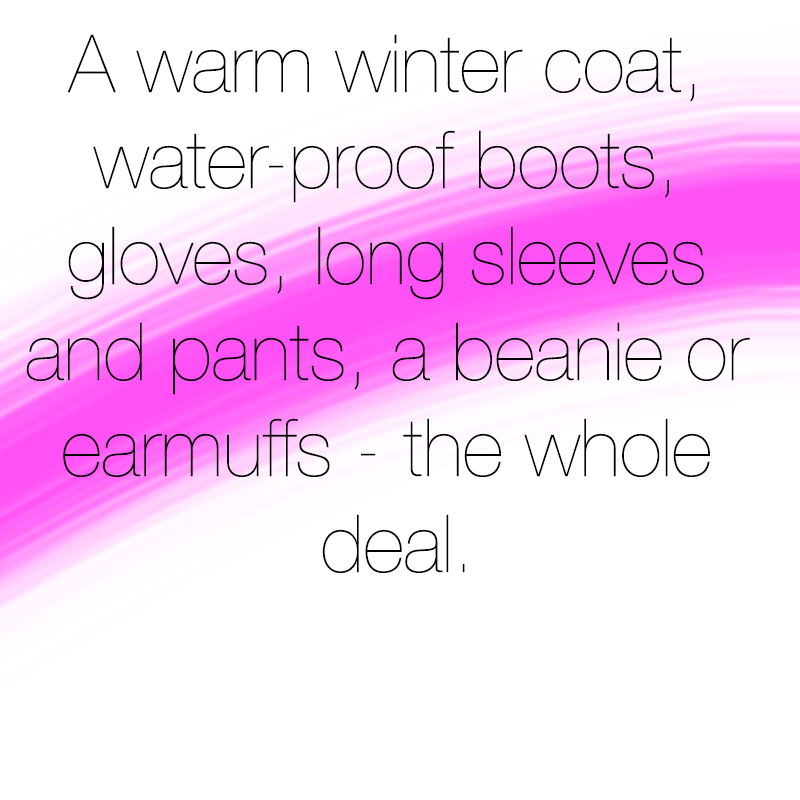 A warm winter coat,
water-proof boots,
gloves, long sleeves
and pants, a beanie or
earmuffs - the whole
deal.